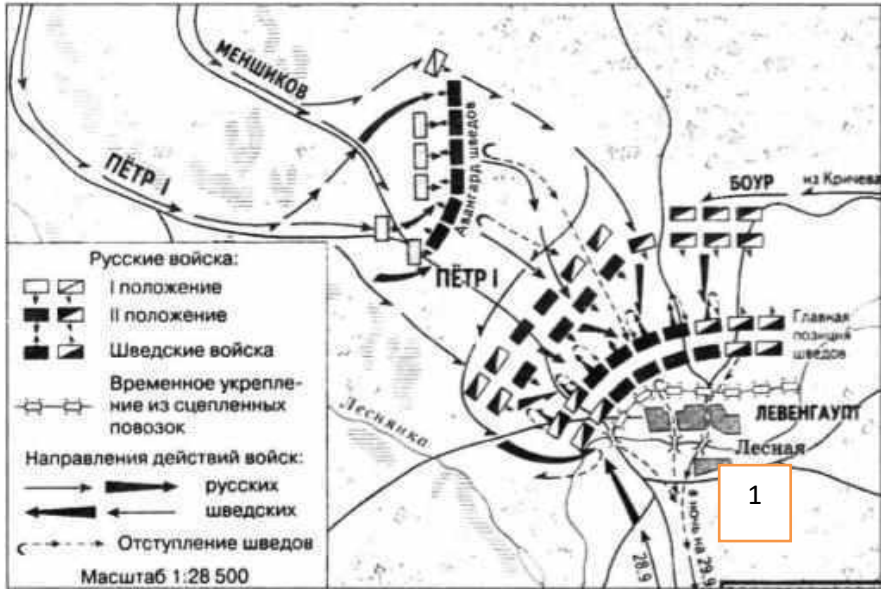 МЕНШИКОВ
ПЁТР I
Авангард шведов
БОУР
из Кричева
ПЁТР I
Главная
позиция
шведов
ЛЕВЕНГАУПТ
Лесная
Леснянка
1
28.9
в ночь на 29.9
Русские войска:
I положение
II положение
Шведские войска
Временное укрепле-
ние из сцепленных
повозок
Направления действий войск:
русских
шведских
Отступление шведов
Масштаб 1:28 500